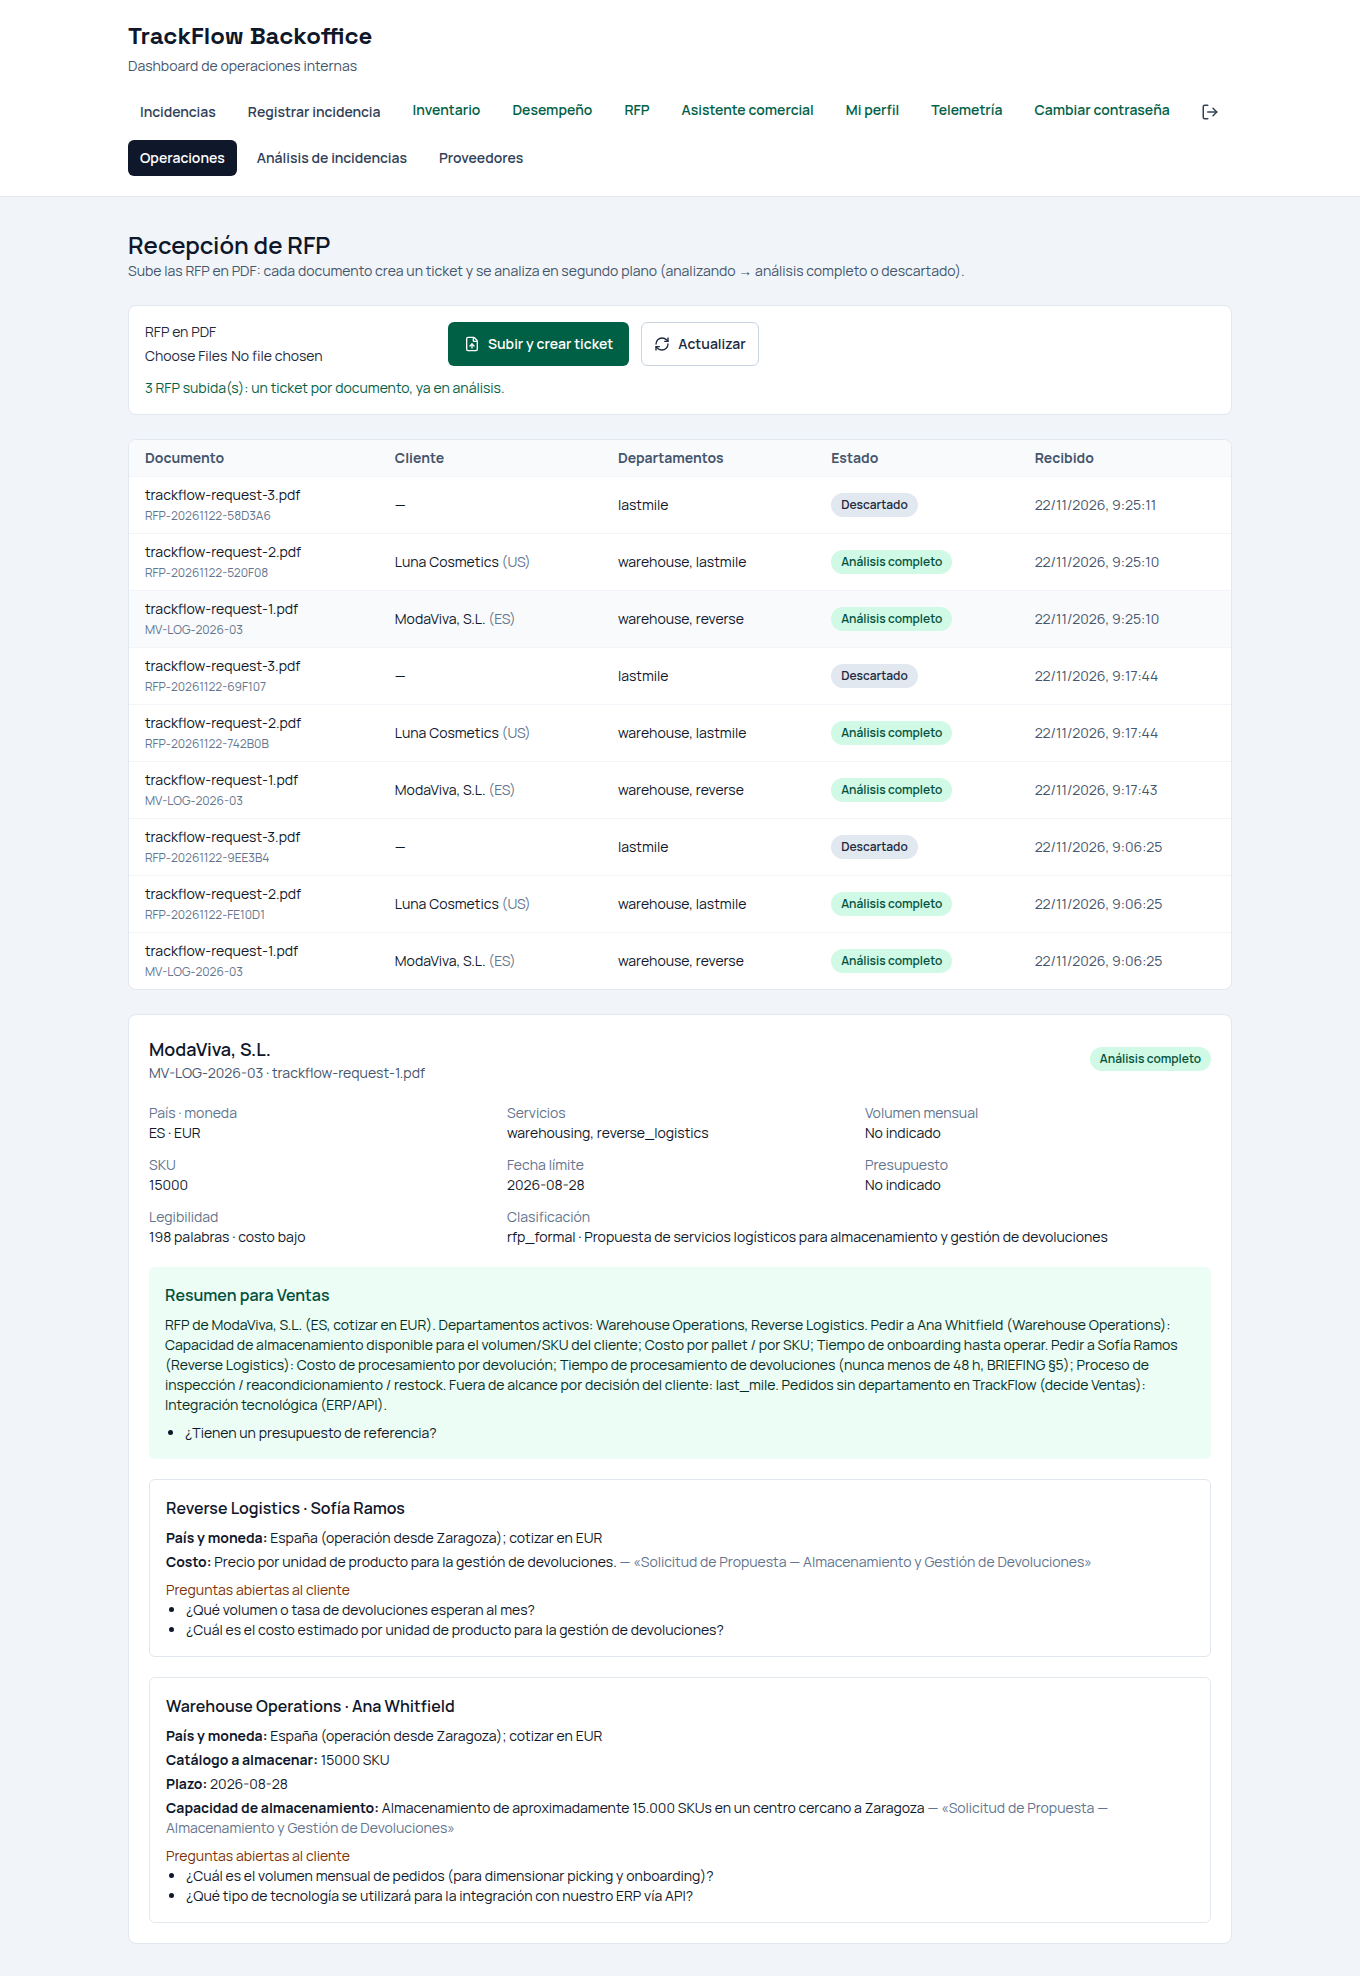 TrackFlow Backoffice
Dashboard de operaciones internas
Incidencias Registrar incidencia Inventario Desempeño RFP Asistente comercial Mi perfil Telemetría Cambiar contraseña
Operaciones Análisis de incidencias Proveedores
Recepción de RFP
Sube las RFP en PDF: cada documento crea un ticket y se analiza en segundo plano (analizando → análisis completo o descartado).
RFP en PDF
Choose Files No file chosen
Subir y crear ticket Actualizar
3 RFP subida(s): un ticket por documento, ya en análisis.
Documento Cliente Departamentos Estado Recibido
trackflow-request-3.pdf
RFP-20261122-58D3A6
— lastmile Descartado 22/11/2026, 9:25:11
trackflow-request-2.pdf
RFP-20261122-520F08
Luna Cosmetics (US) warehouse, lastmile Análisis completo 22/11/2026, 9:25:10
trackflow-request-1.pdf
MV-LOG-2026-03
ModaViva, S.L. (ES) warehouse, reverse Análisis completo 22/11/2026, 9:25:10
trackflow-request-3.pdf
RFP-20261122-69F107
— lastmile Descartado 22/11/2026, 9:17:44
trackflow-request-2.pdf
RFP-20261122-742B0B
Luna Cosmetics (US) warehouse, lastmile Análisis completo 22/11/2026, 9:17:44
trackflow-request-1.pdf
MV-LOG-2026-03
ModaViva, S.L. (ES) warehouse, reverse Análisis completo 22/11/2026, 9:17:43
trackflow-request-3.pdf
RFP-20261122-9EE3B4
— lastmile Descartado 22/11/2026, 9:06:25
trackflow-request-2.pdf
RFP-20261122-FE10D1
Luna Cosmetics (US) warehouse, lastmile Análisis completo 22/11/2026, 9:06:25
trackflow-request-1.pdf
MV-LOG-2026-03
ModaViva, S.L. (ES) warehouse, reverse Análisis completo 22/11/2026, 9:06:25
ModaViva, S.L.
MV-LOG-2026-03 · trackflow-request-1.pdf
Análisis completo
País · moneda Servicios Volumen mensual
ES · EUR warehousing, reverse_logistics No indicado
SKU Fecha límite Presupuesto
15000 2026-08-28 No indicado
Legibilidad Clasificación
198 palabras · costo bajo rfp_formal · Propuesta de servicios logísticos para almacenamiento y gestión de devoluciones
Resumen para Ventas
RFP de ModaViva, S.L. (ES, cotizar en EUR). Departamentos activos: Warehouse Operations, Reverse Logistics. Pedir a Ana Whitfield (Warehouse Operations):
Capacidad de almacenamiento disponible para el volumen/SKU del cliente; Costo por pallet / por SKU; Tiempo de onboarding hasta operar. Pedir a Sofía Ramos
(Reverse Logistics): Costo de procesamiento por devolución; Tiempo de procesamiento de devoluciones (nunca menos de 48 h, BRIEFING §5); Proceso de
inspección / reacondicionamiento / restock. Fuera de alcance por decisión del cliente: last_mile. Pedidos sin departamento en TrackFlow (decide Ventas):
Integración tecnológica (ERP/API).
• ¿Tienen un presupuesto de referencia?
Reverse Logistics · Sofía Ramos
País y moneda: España (operación desde Zaragoza); cotizar en EUR
Costo: Precio por unidad de producto para la gestión de devoluciones. — «Solicitud de Propuesta — Almacenamiento y Gestión de Devoluciones»
Preguntas abiertas al cliente
• ¿Qué volumen o tasa de devoluciones esperan al mes?
• ¿Cuál es el costo estimado por unidad de producto para la gestión de devoluciones?
Warehouse Operations · Ana Whitfield
País y moneda: España (operación desde Zaragoza); cotizar en EUR
Catálogo a almacenar: 15000 SKU
Plazo: 2026-08-28
Capacidad de almacenamiento: Almacenamiento de aproximadamente 15.000 SKUs en un centro cercano a Zaragoza — «Solicitud de Propuesta —
Almacenamiento y Gestión de Devoluciones»
Preguntas abiertas al cliente
• ¿Cuál es el volumen mensual de pedidos (para dimensionar picking y onboarding)?
• ¿Qué tipo de tecnología se utilizará para la integración con nuestro ERP vía API?